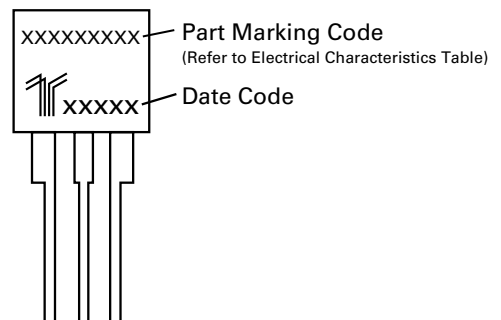 XXXXXXXXX
Part Marking Code
(Refer to Electrical Characteristics Table)
XXXXX
Date Code